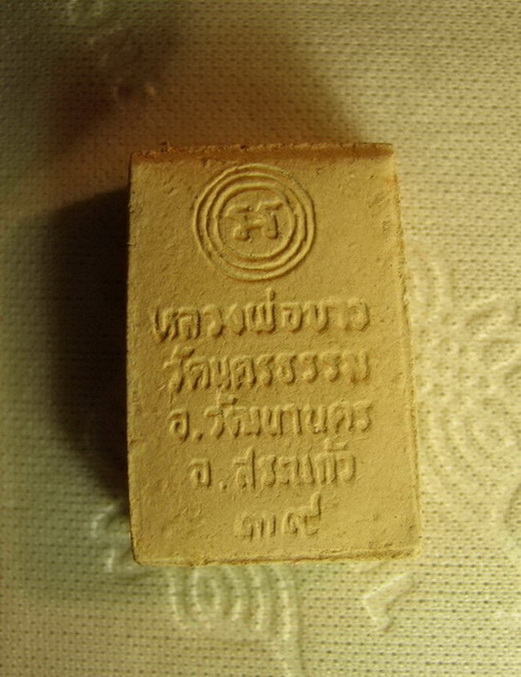 หลวงพ่อขาว
วัดนครธรรม
อ.วัฒนานคร
จ.สระแก้ว
๓๙